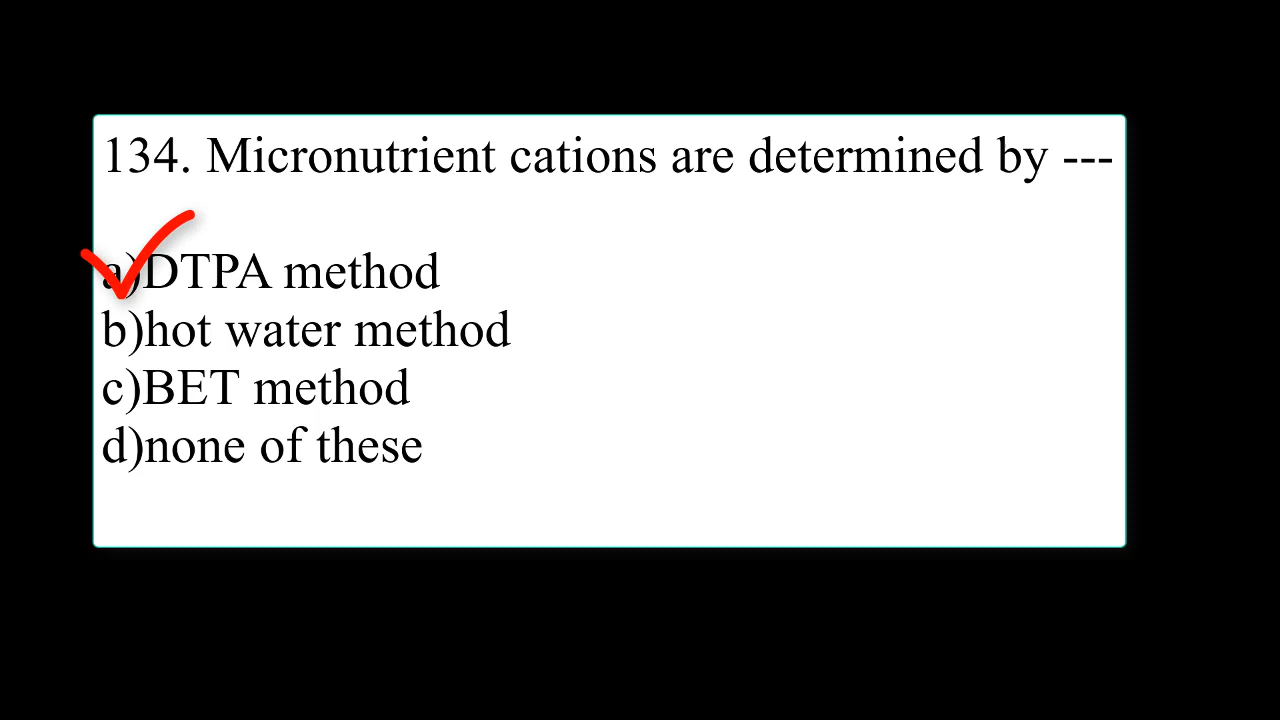 134. Micronutrient cations are determined by ---
a)DTPA method
b)hot water method
c)BET method
d)none of these